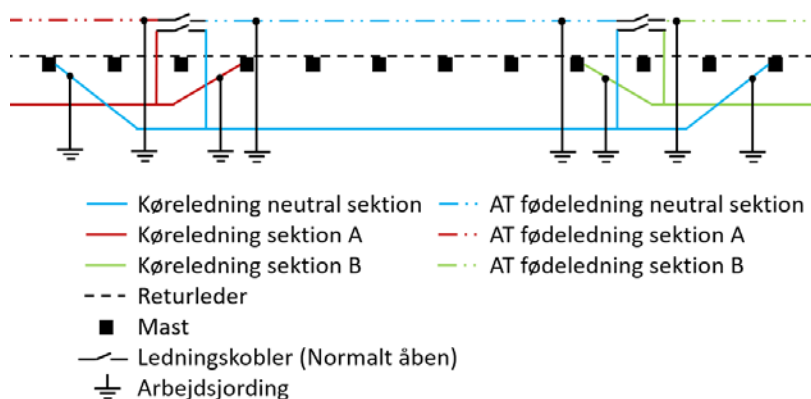 Køreledning neutral sektion
AT fødeledning neutral sektion
Køreledning sektion A
AT fødeledning sektion A
Køreledning sektion B
AT fødeledning sektion B
Returleder
Mast
Ledningskobler (Normalt åben)
Arbejdsjording